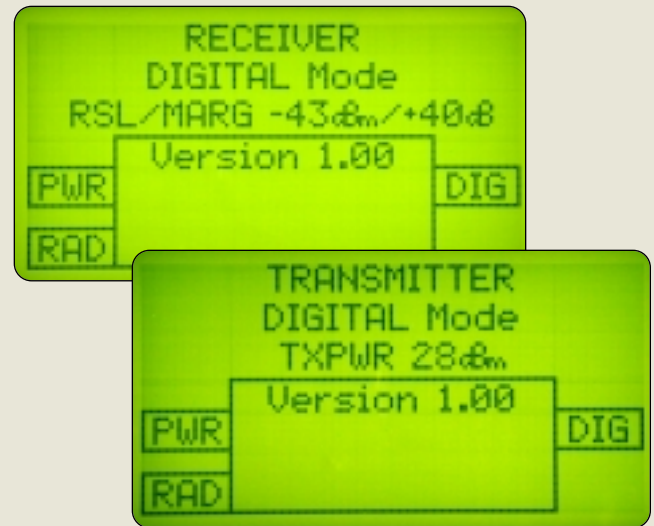 RECEIVER
DIGITAL Mode
RSL/MARG -43dBm/+40dB
Version 1.00
PWR
DIG
RAD
TRANSMITTER
DIGITAL Mode
TXPWR 28dBm
Version 1.00
PWR
DIG
RAD